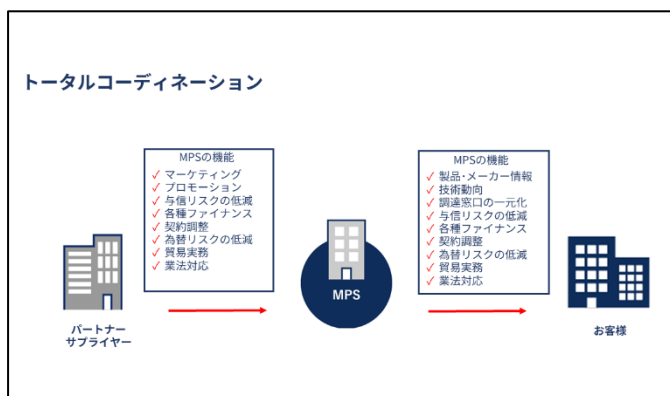 トータルコーディネーション
MPSの機能
✓ マーケティング
✓ プロモーション
✓ 与信リスクの低減
✓ 各種ファイナンス
✓ 契約調整
✓ 為替リスクの低減
✓ 貿易実務
✓ 業法対応
MPSの機能
✓ 製品・メーカー情報
✓ 技術動向
✓ 調達窓口の一元化
✓ 与信リスクの低減
✓ 各種ファイナンス
✓ 契約調整
✓ 為替リスクの低減
✓ 貿易実務
✓ 業法対応
パートナー
サプライヤー
MPS
お客様